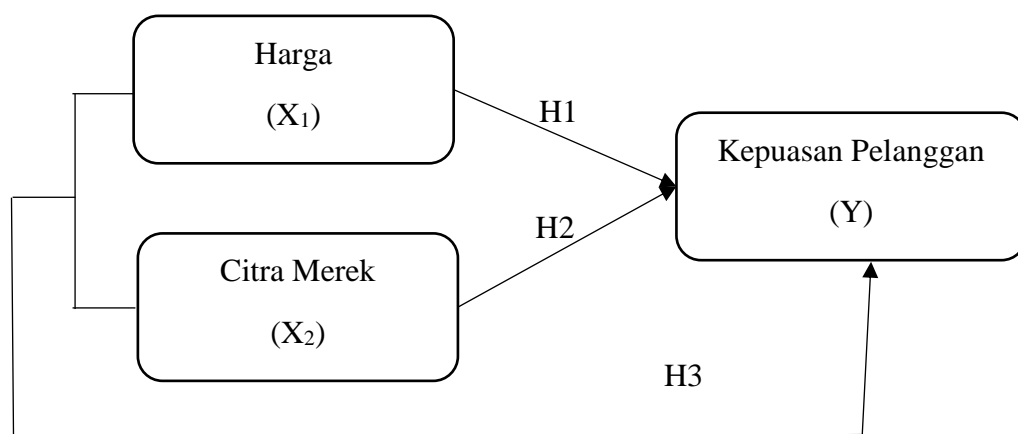 Harga
(X₁)
H1
Kepuasan Pelanggan
(Y)
H2
Citra Merek
(X₂)
H3